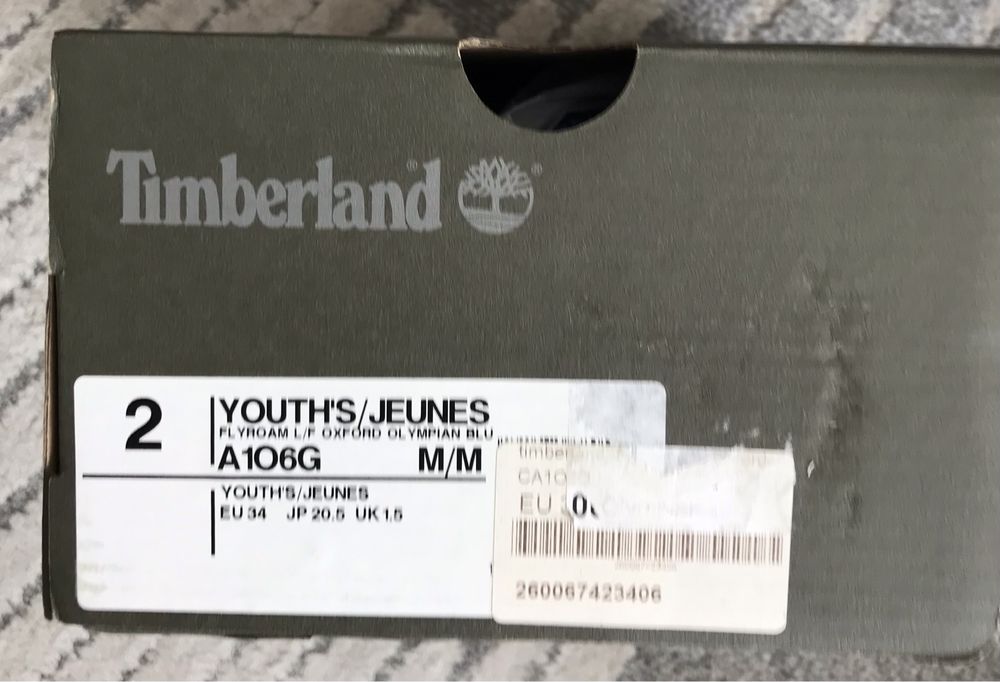 Timberland
2
YOUTH'S/JEUNES
FLYROAM L/F OXFORD OLYMPIAN BLU
A106G M/M
YOUTH'S/JEUNES
EU 34 JP 20.5 UK 1.5
EU
260067423406